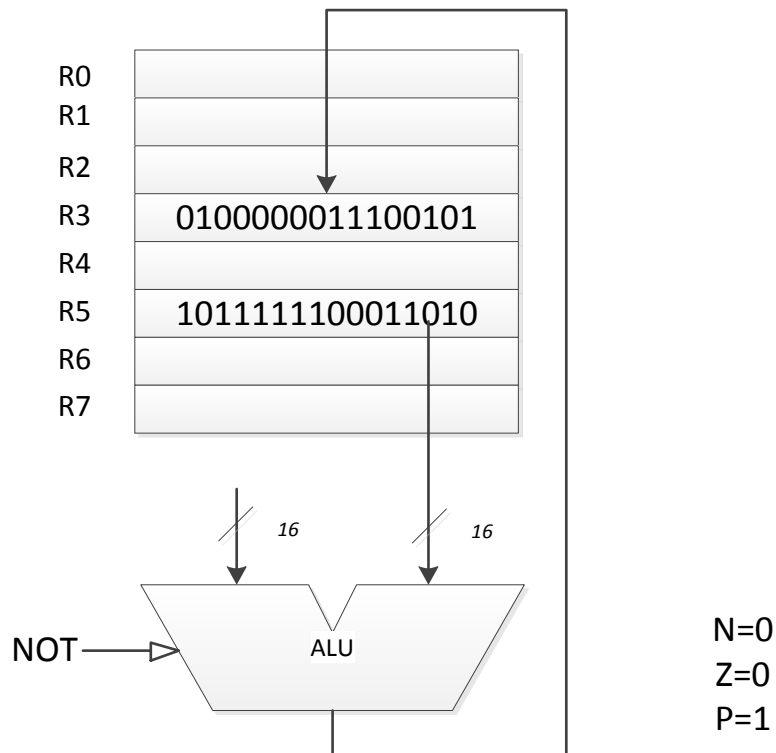 R0
R1
R2
R3 0100000011100101
R4
R5 1011111100011010
R6
R7
16 16
NOT ALU
N=0
Z=0
P=1